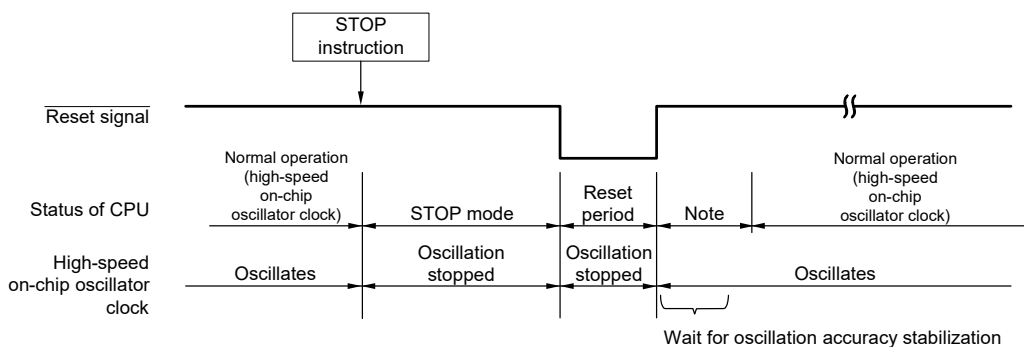 STOP
instruction
Reset signal
Normal operation
(high-speed
on-chip
oscillator clock)
Status of CPU
STOP mode
Reset
period
Note
Normal operation
(high-speed
on-chip
oscillator clock)
High-speed
on-chip oscillator
clock
Oscillates
Oscillation
stopped
Oscillation
stopped
Oscillates
Wait for oscillation accuracy stabilization